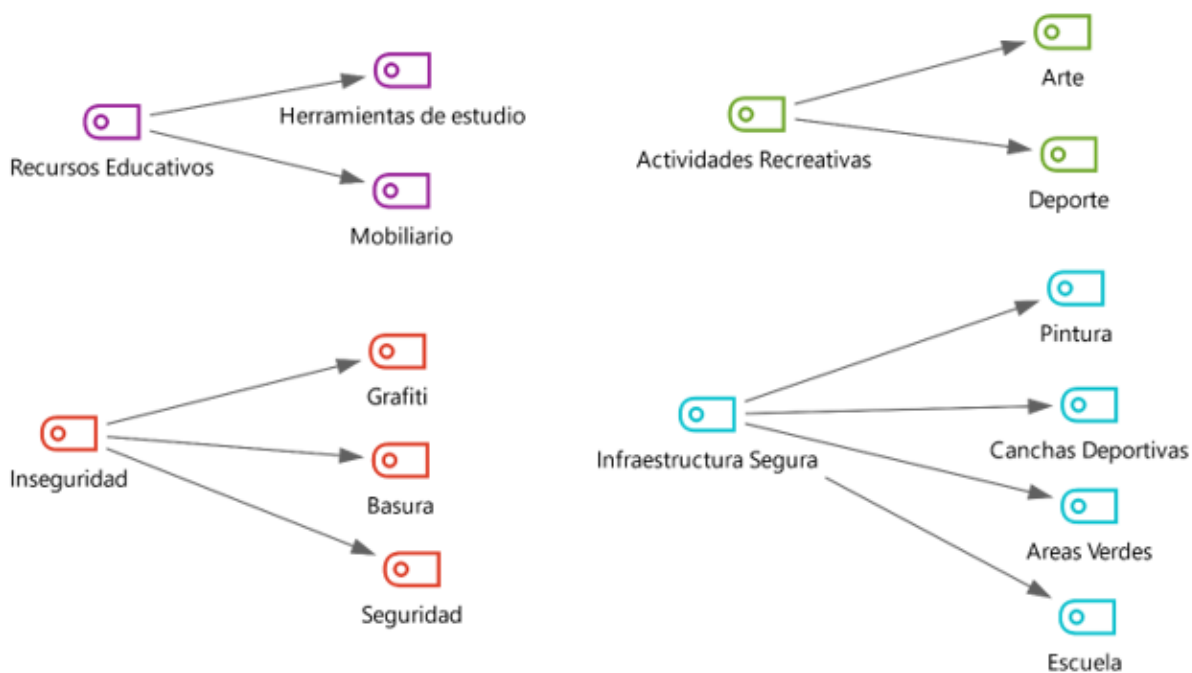 Recursos Educativos
Herramientas de estudio
Mobiliario
Actividades Recreativas
Arte
Deporte
Inseguridad
Grafiti
Basura
Seguridad
Infraestructura Segura
Pintura
Canchas Deportivas
Areas Verdes
Escuela